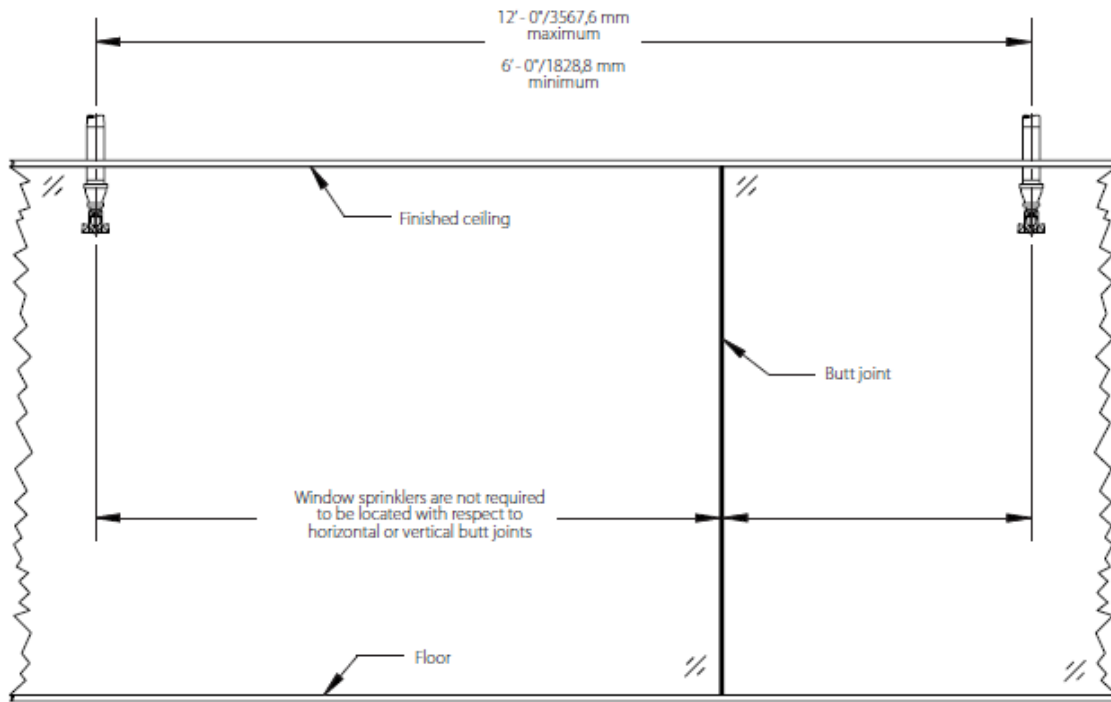 12'- 0"/3567,6 mm
maximum
6'- 0"/1828,8 mm
minimum
Finished ceiling
Butt joint
Window sprinklers are not required
to be located with respect to
horizontal or vertical butt joints
Floor